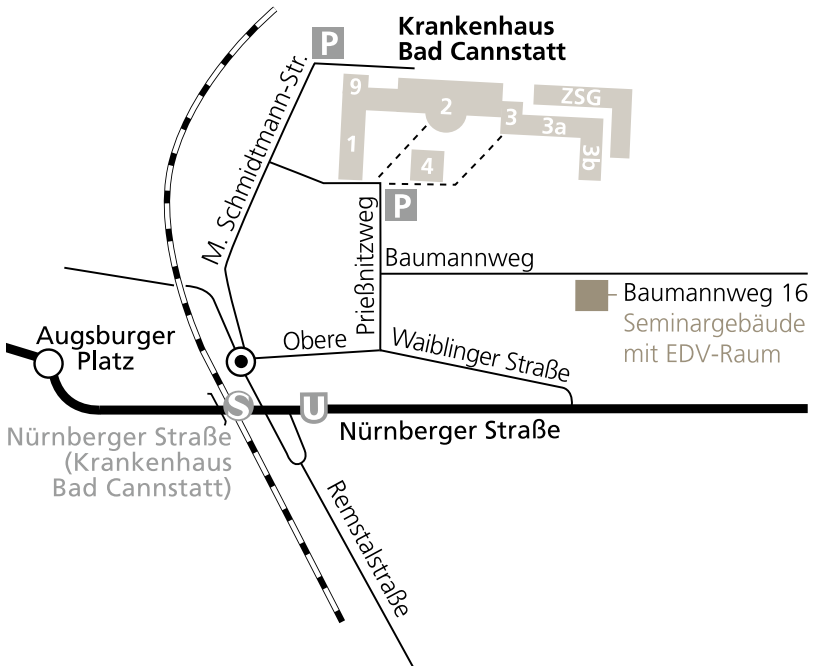 Krankenhaus
Bad Cannstatt
P
M. Schmidtmann-Str.
9
2
ZSG
3
3a
1
4
3b
P
Prießnitzweg
Baumannweg
Baumannweg 16
Seminargebäude
mit EDV-Raum
Augsburger
Platz
Obere
Waiblinger Straße
S
U
Nürnberger Straße
Nürnberger Straße
(Krankenhaus
Bad Cannstatt)
Remstalstraße